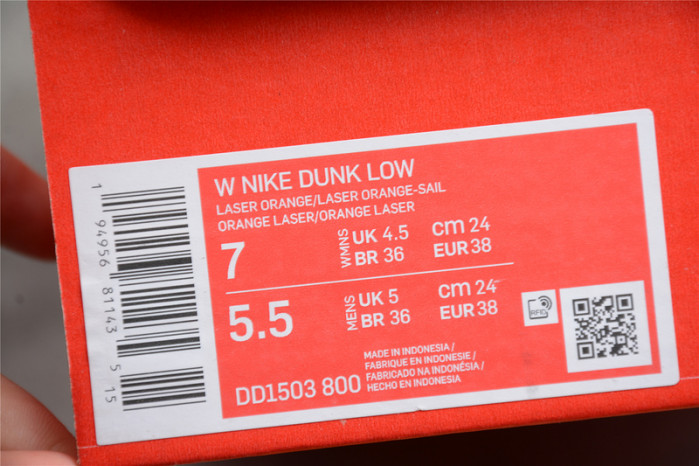 W NIKE DUNK LOW
LASER ORANGE/LASER ORANGE-SAIL
ORANGE LASER/ORANGE LASER
7 WMNS UK 4.5 cm 24
BR 36 EUR 38
5.5 MENS UK 5 cm 24
BR 36 EUR 38
RFID
MADE IN INDONESIA/
FABRIQUE EN INDONESIE/
FABRICADO NA INDONÉSIA/
HECHO EN INDONESIA
DD1503 800
1 94956 81143 5 15